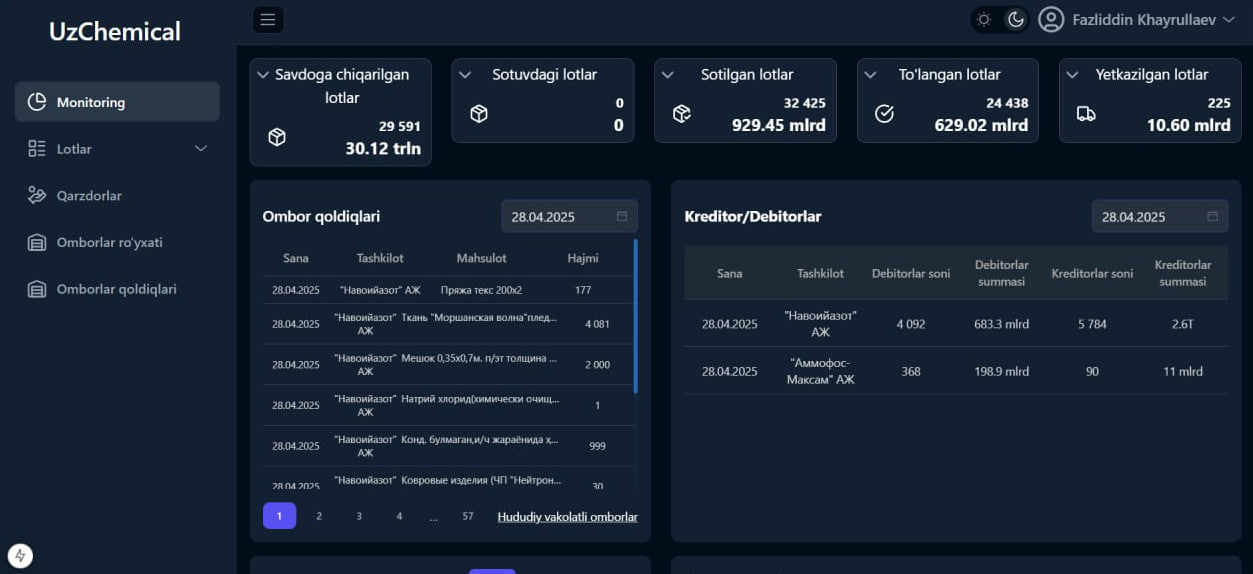 UzChemical
Fazliddin Khayrullaev
Monitoring
Lotlar
Qarzdorlar
Omborlar ro'yxati
Omborlar qoldiqlari
Savdoga chiqarilgan
lotlar
29 591
30.12 trln
Sotuvdagi lotlar
0
0
Sotilgan lotlar
32 425
929.45 mlrd
To'langan lotlar
24 438
629.02 mlrd
Yetkazilgan lotlar
225
10.60 mlrd
Ombor qoldiqlari
28.04.2025
Sana Tashkilot Mahsulot Hajmi
28.04.2025 "Навоийазот" АЖ Пряжа текс 200x2 177
28.04.2025 "Навоийазот" АЖ Ткань "Моршанская волна"плед... 4 081
28.04.2025 "Навоийазот" АЖ Мешок 0,35х0,7м. п/эт толщина ... 2 000
28.04.2025 "Навоийазот" АЖ Натрий хлорид(химически очищ... 1
28.04.2025 "Навоийазот" АЖ Конд. булмаган,и/ч жараёнида ҳ... 999
28.04.2025 "Навоийазот" Ковровые изделия (ЧП "Нейтрон... 30
1 2 3 4 ... 57 Hududiy vakolatli omborlar
Kreditor/Debitorlar
28.04.2025
Sana Tashkilot Debitorlar soni Debitorlar summasi Kreditorlar soni Kreditorlar summasi
28.04.2025 "Навоийазот" АЖ 4 092 683.3 mlrd 5 784 2.6T
28.04.2025 "Аммофос-Максам" АЖ 368 198.9 mlrd 90 11 mlrd